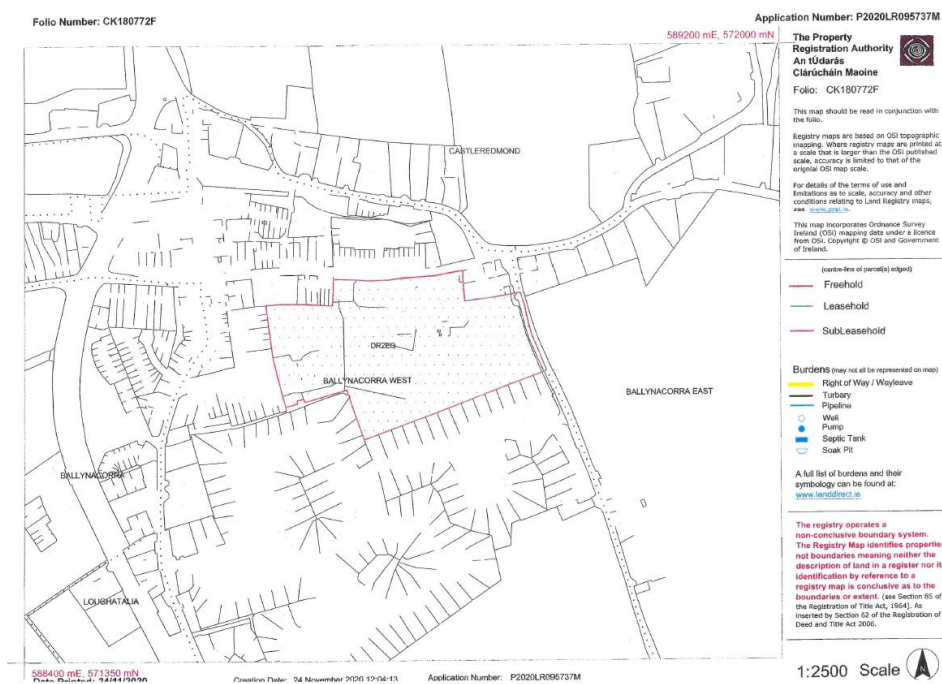 Folio Number: CK180772F
Application Number: P2020LR095737M
589200 mE, 572000 mN
The Property
Registration Authority
An tÚdarás
Clárúcháin Maoine
Folio: CK180772F
This map should be read in conjunction with
the folio.
Registry maps are based on OSI topographic
mapping. Where registry maps are printed at
a scale that is larger than the OSI published
scale, accuracy is limited to that of the
original OSI map scale.
For details of the terms of use and
limitations as to scale, accuracy and other
conditions relating to Land Registry maps,
see www.prai.ie.
This map incorporates Ordnance Survey
Ireland (OSI) mapping data under a licence
from OSI. Copyright © OSI and Government
of Ireland.
(centre-line of parcel(s) edged)
Freehold
Leasehold
SubLeasehold
Burdens (may not all be represented on map)
Right of Way / Wayleave
Turbary
Pipeline
Well
Pump
Septic Tank
Soak Pit
A full list of burdens and their
symbology can be found at:
www.landdirect.ie
The registry operates a
non-conclusive boundary system.
The Registry Map identifies propertie
not boundaries meaning neither the
description of land in a register nor it
identification by reference to a
registry map is conclusive as to the
boundaries or extent. (see Section 85 of
the Registration of Title Act, 1964). As
inserted by Section 62 of the Registration of
Deed and Title Act 2006.
1:2500 Scale
N
CASTLEREDMOND
DRZEG
BALLYNACORRA WEST
BALLYNACORRA EAST
BALLYNACORRA
LOUGHATALIA
588400 mE, 571350 mN
Date Printed: 24/11/2020
Creation Date: 24 November 2020 12:04:13
Application Number: P2020LR095737M